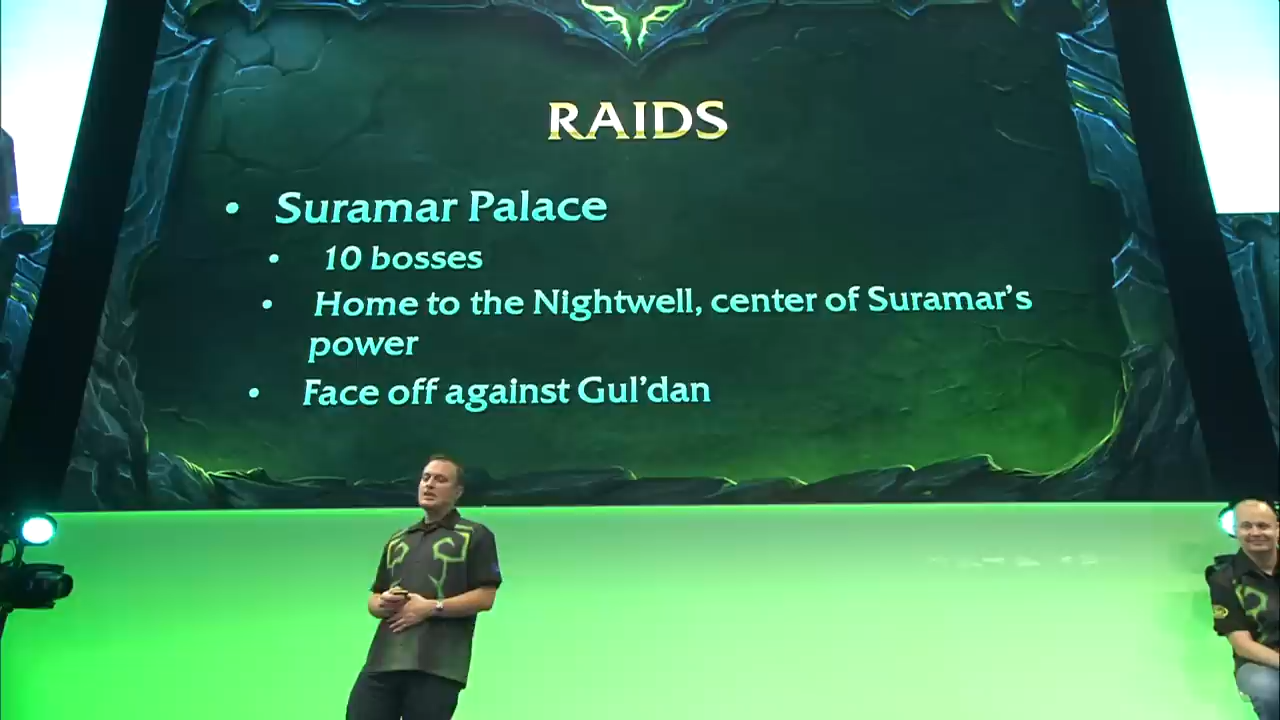 RAIDS
• Suramar Palace
• 10 bosses
• Home to the Nightwell, center of Suramar's
power
• Face off against Gul'dan